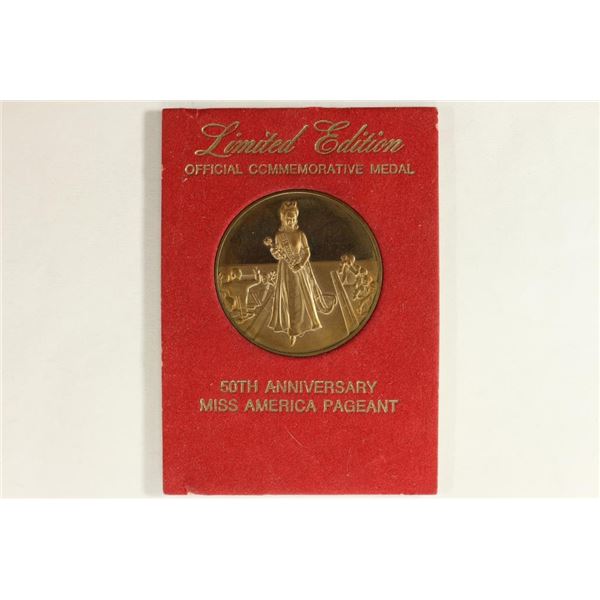 Limited Edition
OFFICIAL COMMEMORATIVE MEDAL
50TH ANNIVERSARY
MISS AMERICA PAGEANT